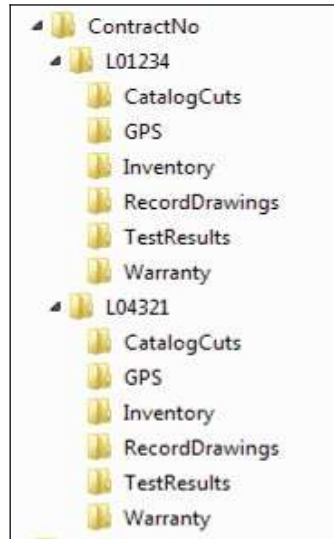 ContractNo
L01234
CatalogCuts
GPS
Inventory
RecordDrawings
TestResults
Warranty
L04321
CatalogCuts
GPS
Inventory
RecordDrawings
TestResults
Warranty